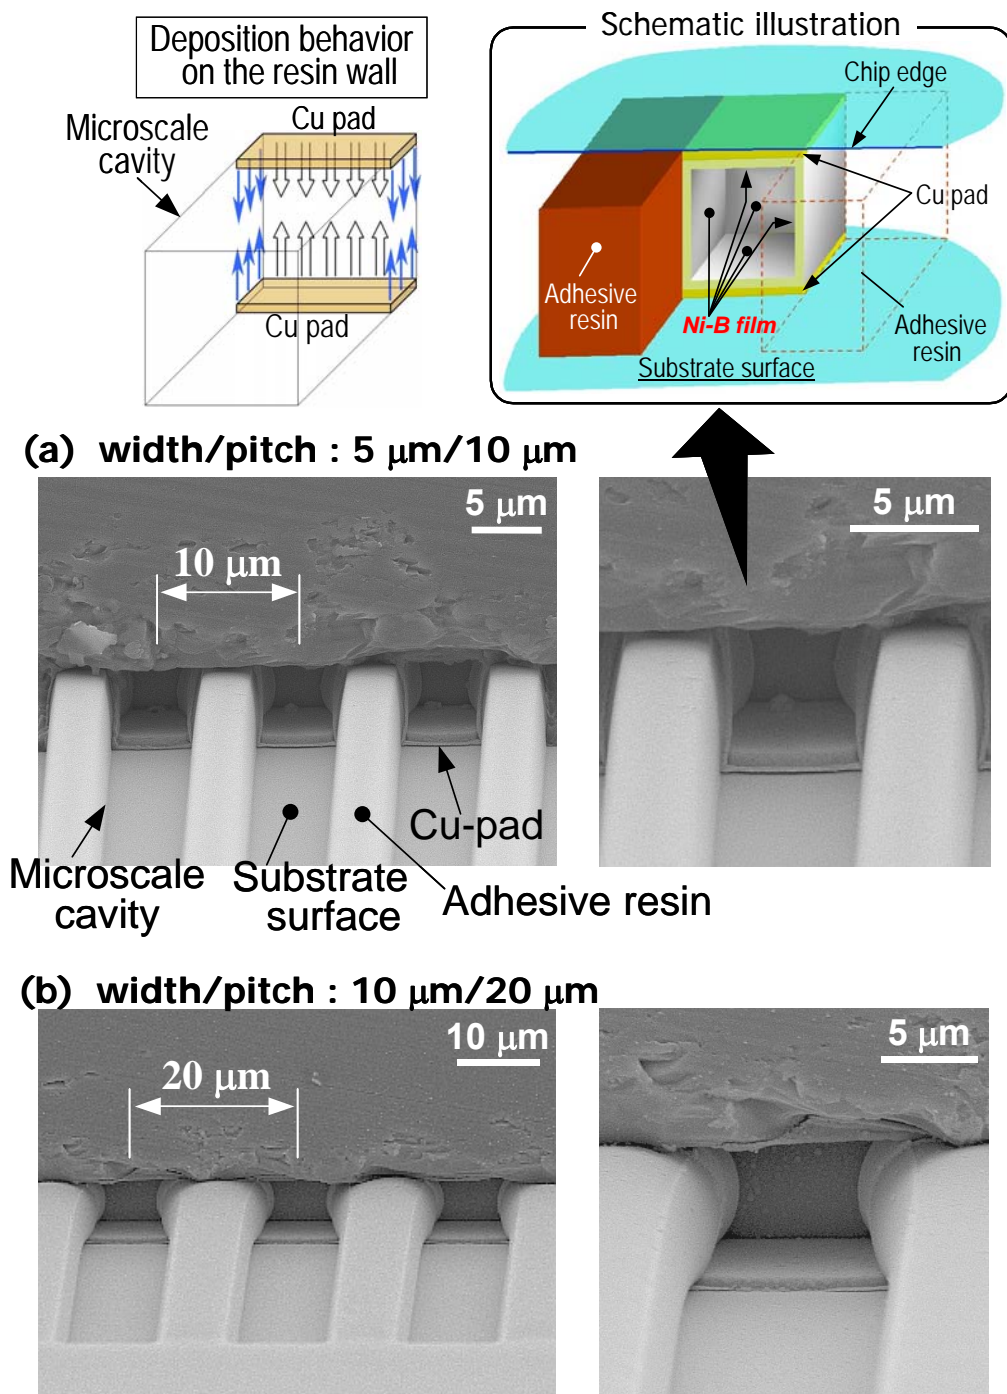 Deposition behavior
on the resin wall
Microscale
cavity
Cu pad
Cu pad
Schematic illustration
Chip edge
Cu pad
Adhesive
resin
Ni-B film
Adhesive
resin
Substrate surface
(a) width/pitch : 5 μm/10 μm
5 μm
10 μm
5 μm
Cu-pad
Microscale
cavity
Substrate
surface
Adhesive resin
(b) width/pitch : 10 μm/20 μm
10 μm
20 μm
5 μm